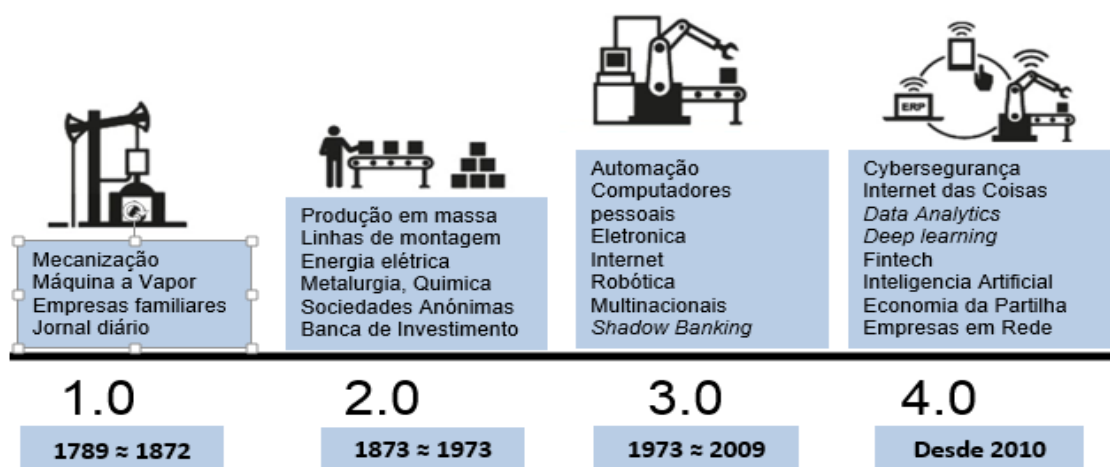 ERP
Mecanização
Máquina a Vapor
Empresas familiares
Jornal diário
Produção em massa
Linhas de montagem
Energia elétrica
Metalurgia, Quimica
Sociedades Anónimas
Banca de Investimento
Automação
Computadores
pessoais
Eletronica
Internet
Robótica
Multinacionais
Shadow Banking
Cybersegurança
Internet das Coisas
Data Analytics
Deep learning
Fintech
Inteligencia Artificial
Economia da Partilha
Empresas em Rede
1.0
2.0
3.0
4.0
1789 ≈ 1872
1873 ≈ 1973
1973 ≈ 2009
Desde 2010